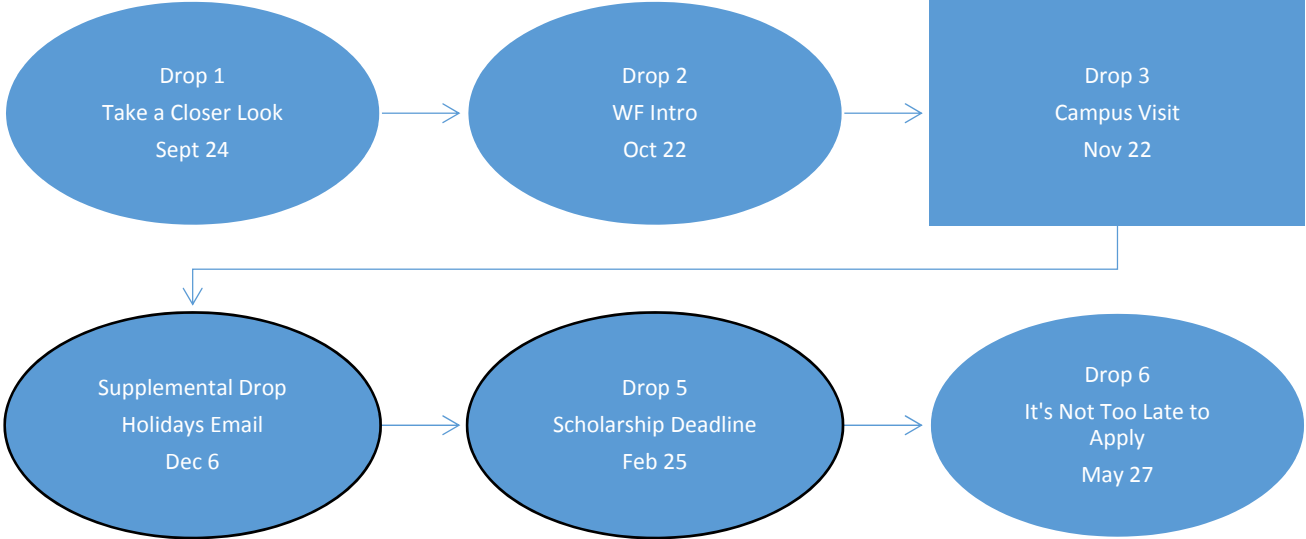 Drop 1
Take a Closer Look
Sept 24
Drop 2
WF Intro
Oct 22
Drop 3
Campus Visit
Nov 22
Supplemental Drop
Holidays Email
Dec 6
Drop 5
Scholarship Deadline
Feb 25
Drop 6
It's Not Too Late to
Apply
May 27